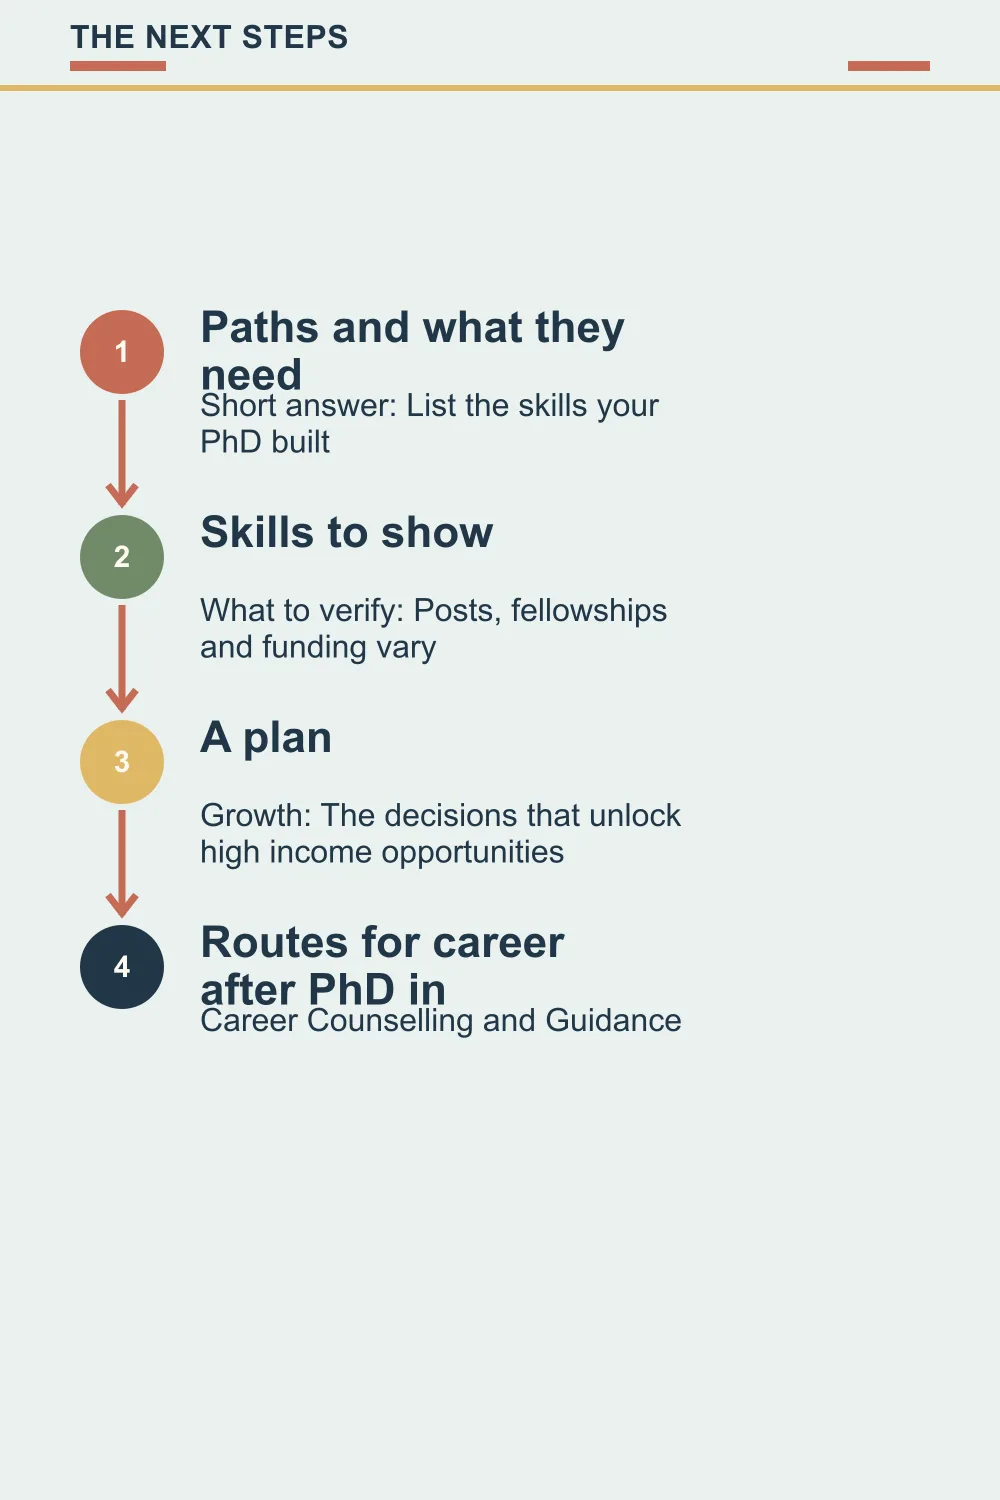 THE NEXT STEPS
1
Paths and what they
need
Short answer: List the skills your
PhD built
2
Skills to show
What to verify: Posts, fellowships
and funding vary
3
A plan
Growth: The decisions that unlock
high income opportunities
4
Routes for career
after PhD in
Career Counselling and Guidance